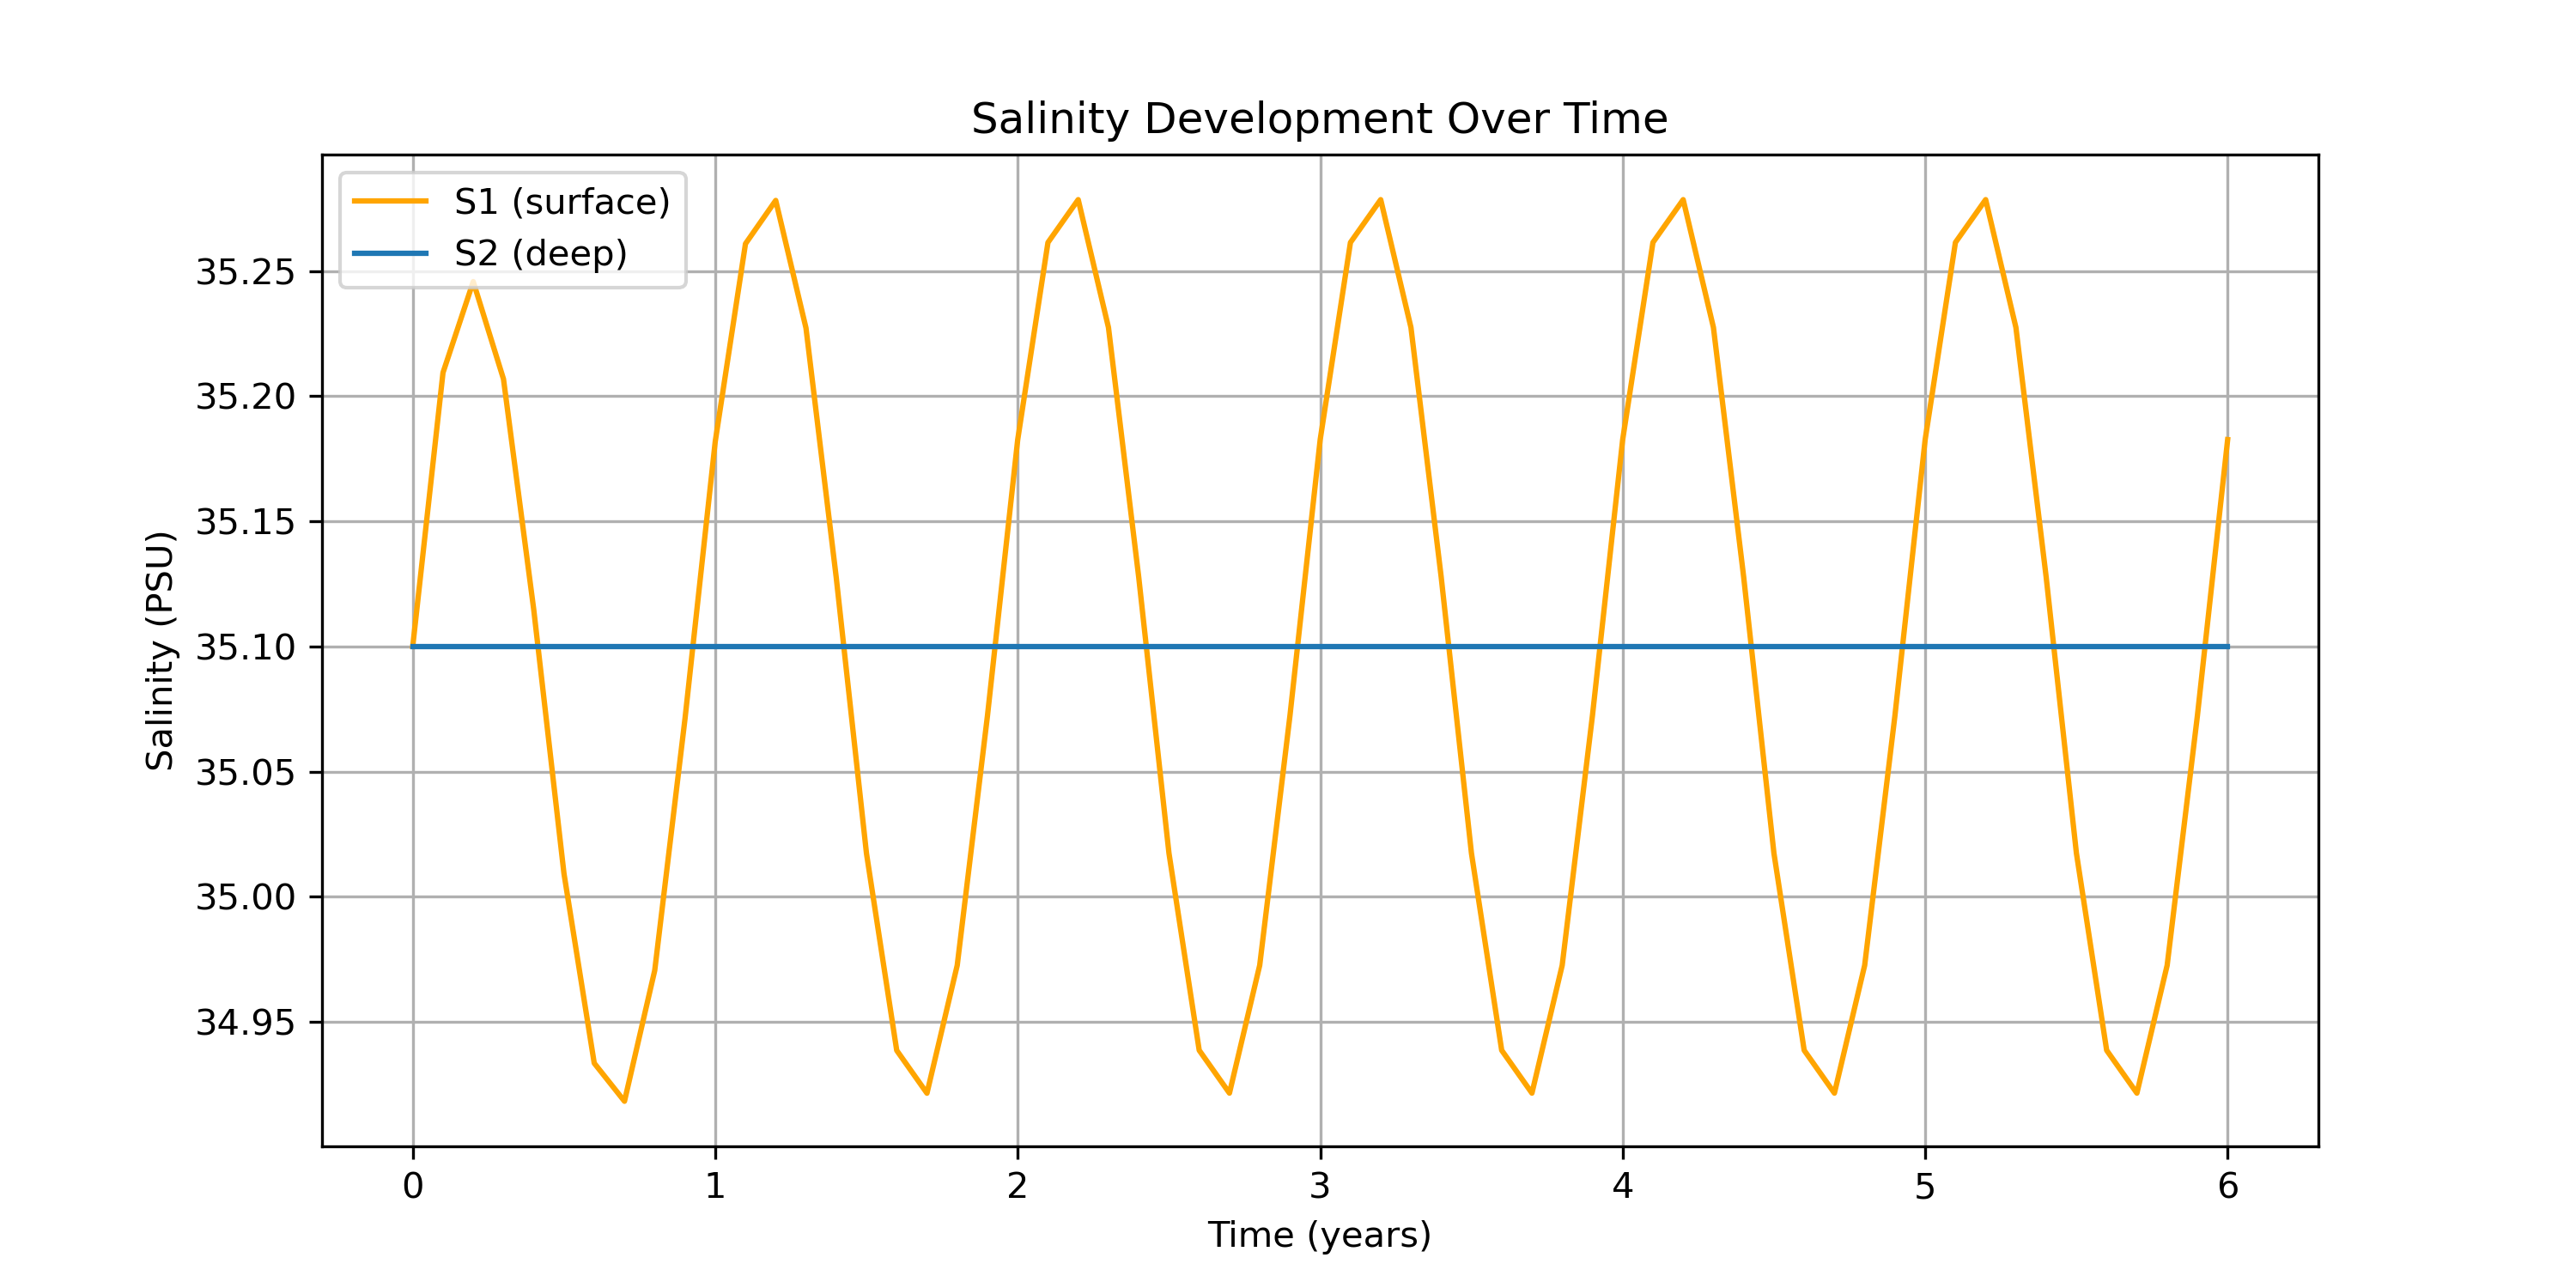 Salinity Development Over Time
S1 (surface)
S2 (deep)
Salinity (PSU)
35.25
35.20
35.15
35.10
35.05
35.00
34.95
0 1 2 3 4 5 6
Time (years)